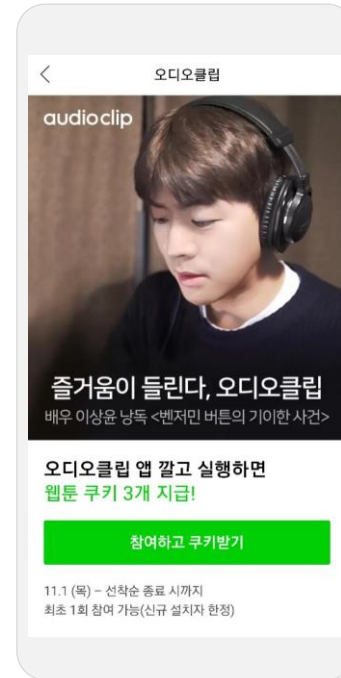 오디오클립
audioclip
즐거움이 들린다, 오디오클립
배우 이상윤 낭독 <벤저민 버튼의 기이한 사건>
오디오클립 앱 깔고 실행하면
웹툰 쿠키 3개 지급!
참여하고 쿠키받기
11.1 (목) – 선착순 종료 시까지
최초 1회 참여 가능(신규 설치자 한정)